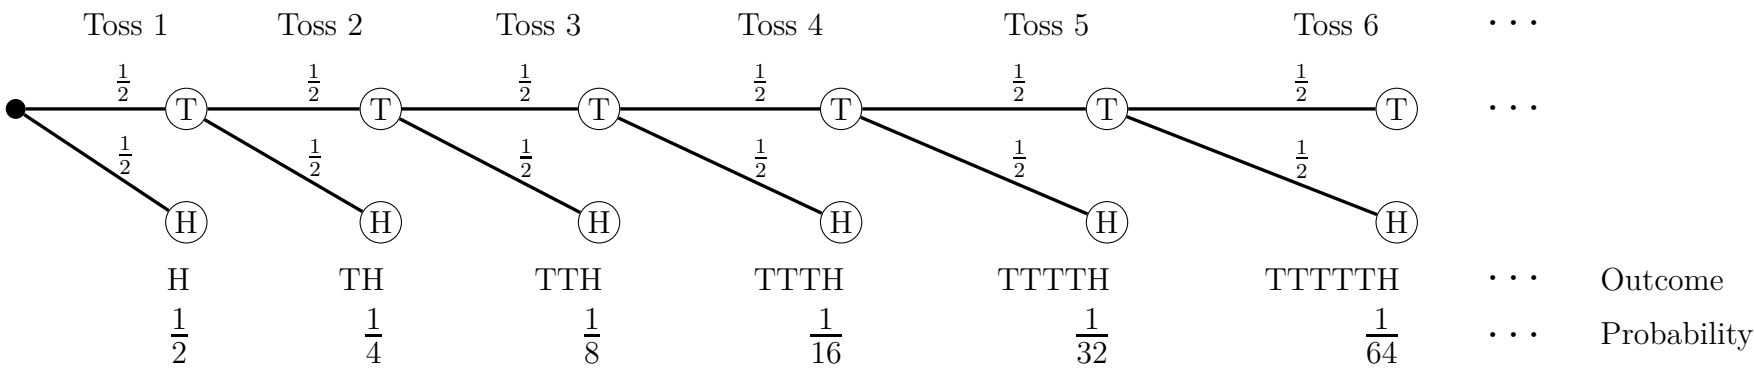 Toss 1 Toss 2 Toss 3 Toss 4 Toss 5 Toss 6 ···
1/2 1/2 1/2 1/2 1/2 1/2
T T T T T T ···
1/2 1/2 1/2 1/2 1/2 1/2
H H H H H H
H TH TTH TTTH TTTTH TTTTTH ··· Outcome
1/2 1/4 1/8 1/16 1/32 1/64 ··· Probability